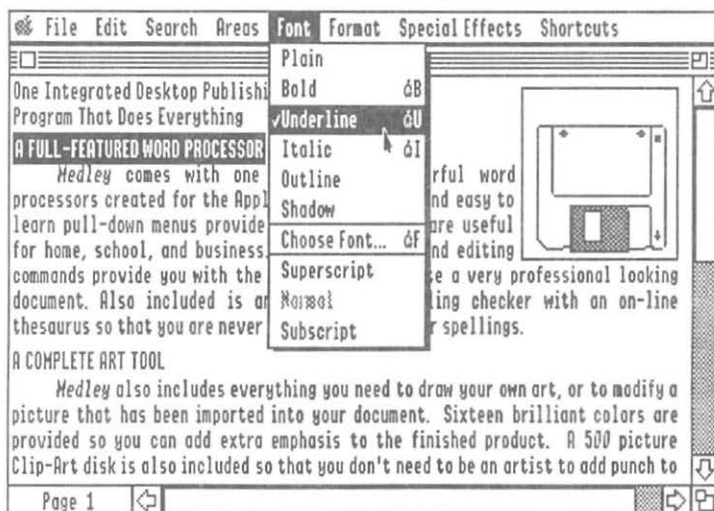 File Edit Search Areas Font Format Special Effects Shortcuts
Plain
Bold B
✓Underline U
Italic I
Outline
Shadow
Choose Font... F
Superscript
Normal
Subscript
One Integrated Desktop Publishi
Program That Does Everything
A FULL-FEATURED WORD PROCESSOR
Medley comes with one rful word
processors created for the Appl nd easy to
learn pull-down menus provide are useful
for home, school, and business. nd editing
commands provide you with the e a very professional looking
document. Also included is an ling checker with an on-line
thesaurus so that you are never r spellings.
A COMPLETE ART TOOL
Medley also includes everything you need to draw your own art, or to modify a
picture that has been imported into your document. Sixteen brilliant colors are
provided so you can add extra emphasis to the finished product. A 500 picture
Clip-Art disk is also included so that you don't need to be an artist to add punch to
Page 1